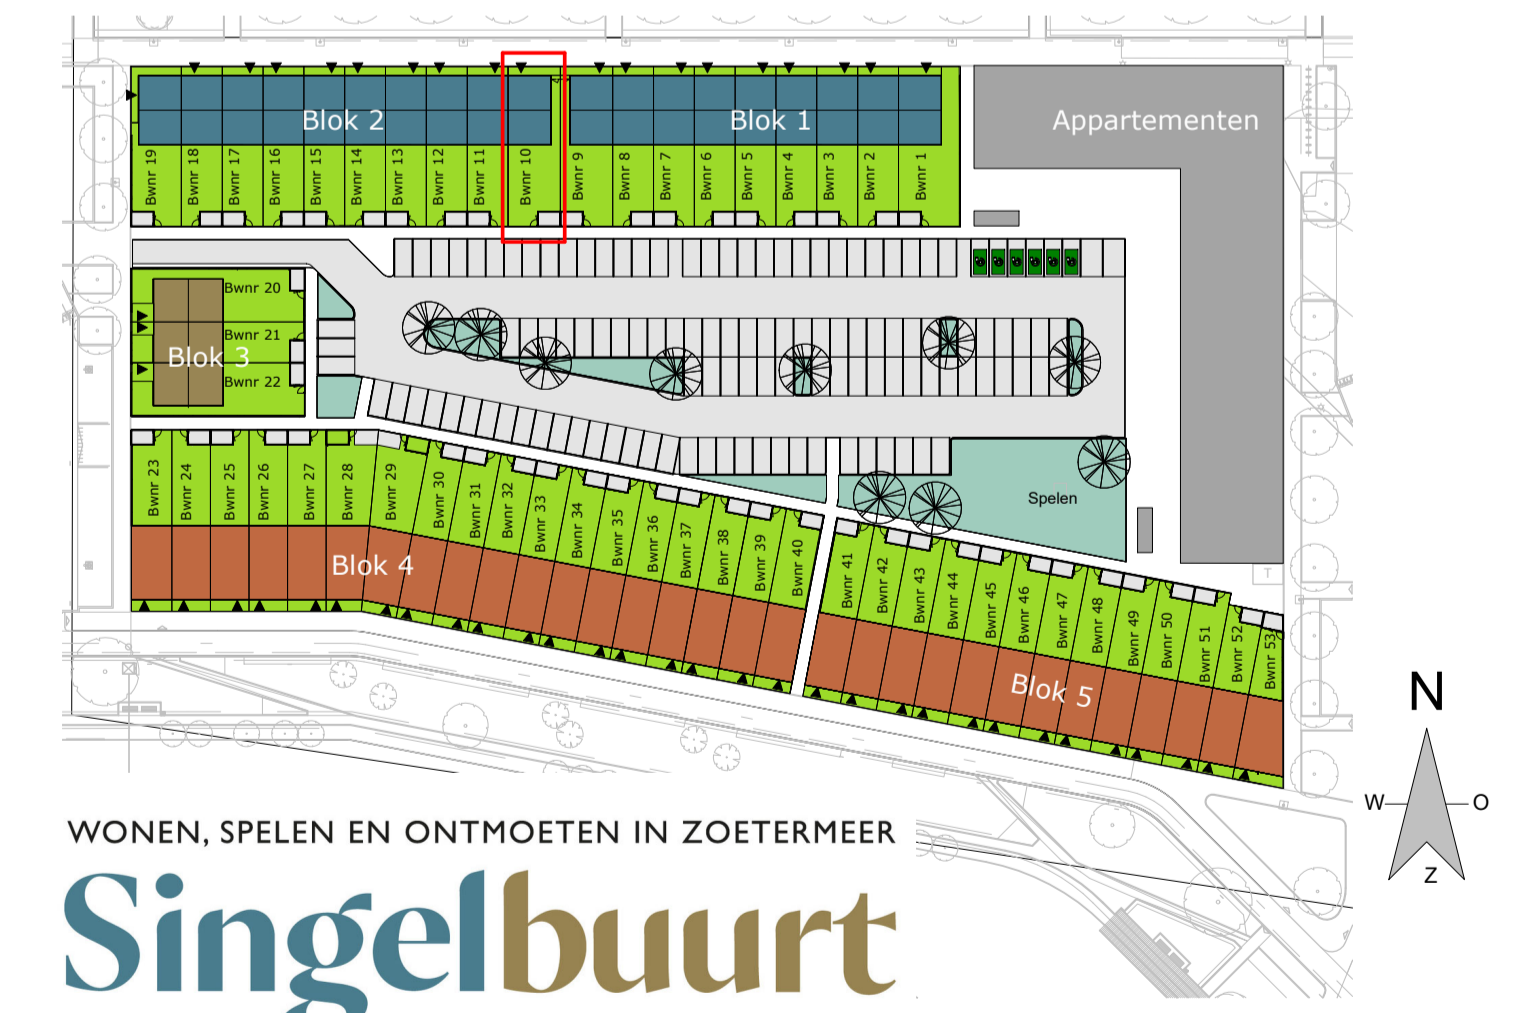 Blok 2
Blok 1
Appartementen
Bwnr 19
Bwnr 18
Bwnr 17
Bwnr 16
Bwnr 15
Bwnr 14
Bwnr 13
Bwnr 12
Bwnr 11
Bwnr 10
Bwnr 9
Bwnr 8
Bwnr 7
Bwnr 6
Bwnr 5
Bwnr 4
Bwnr 3
Bwnr 2
Bwnr 1
Bwnr 20
Bwnr 21
Blok 3
Bwnr 22
Bwnr 23
Bwnr 24
Bwnr 25
Bwnr 26
Bwnr 27
Bwnr 28
Bwnr 29
Bwnr 30
Bwnr 31
Bwnr 32
Bwnr 33
Bwnr 34
Bwnr 35
Bwnr 36
Bwnr 37
Bwnr 38
Bwnr 39
Bwnr 40
Bwnr 41
Bwnr 42
Bwnr 43
Bwnr 44
Bwnr 45
Bwnr 46
Bwnr 47
Bwnr 48
Bwnr 49
Bwnr 50
Bwnr 51
Bwnr 52
Bwnr 53
Spelen
T
Blok 4
Blok 5
N
W
O
Z
WONEN, SPELEN EN ONTMOETEN IN ZOETERMEER
Singelbuurt